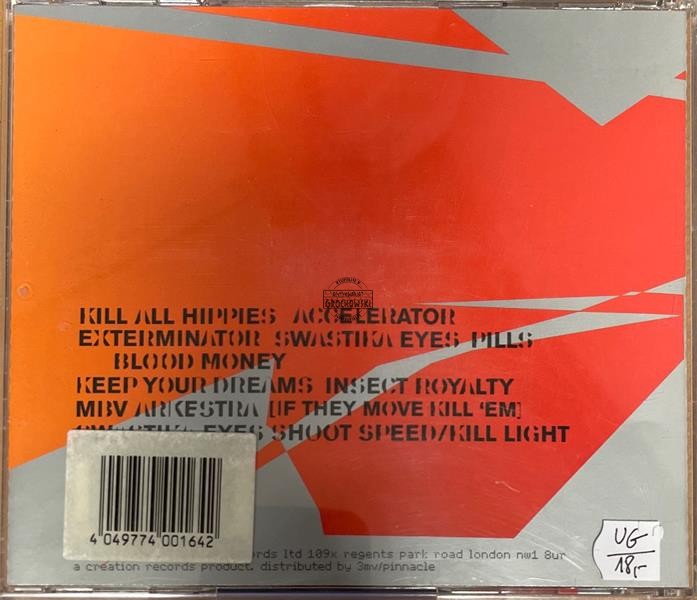 KILL ALL HIPPIES ACCELERATOR
EXTERMINATOR SWASTIKA EYES PILLS
BLOOD MONEY
KEEP YOUR DREAMS INSECT ROYALTY
MBV ARKESTRA [IF THEY MOVE KILL 'EM]
SWASTIKA EYES SHOOT SPEED/KILL LIGHT
4 049774 001642
ltd 109x regents park road london nw1 8ur
a creation records product. distributed by 3mv/pinnacle
GROCHOWSKI
UG
18,-